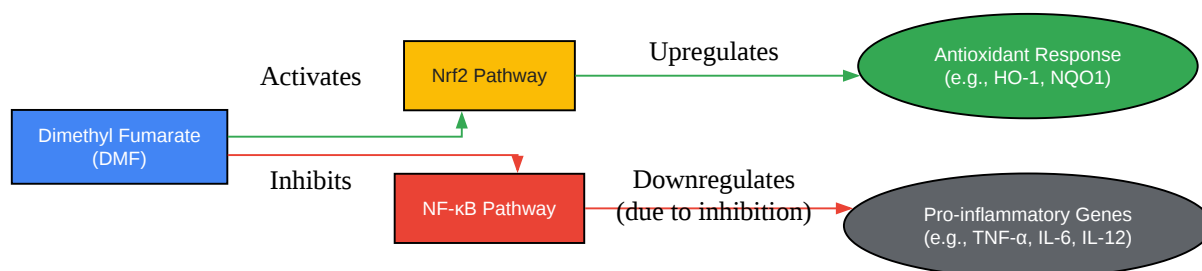 Dimethyl Fumarate
(DMF)
Activates
Inhibits
Nrf2 Pathway
NF-κB Pathway
Upregulates
Downregulates
(due to inhibition)
Antioxidant Response
(e.g., HO-1, NQO1)
Pro-inflammatory Genes
(e.g., TNF-α, IL-6, IL-12)